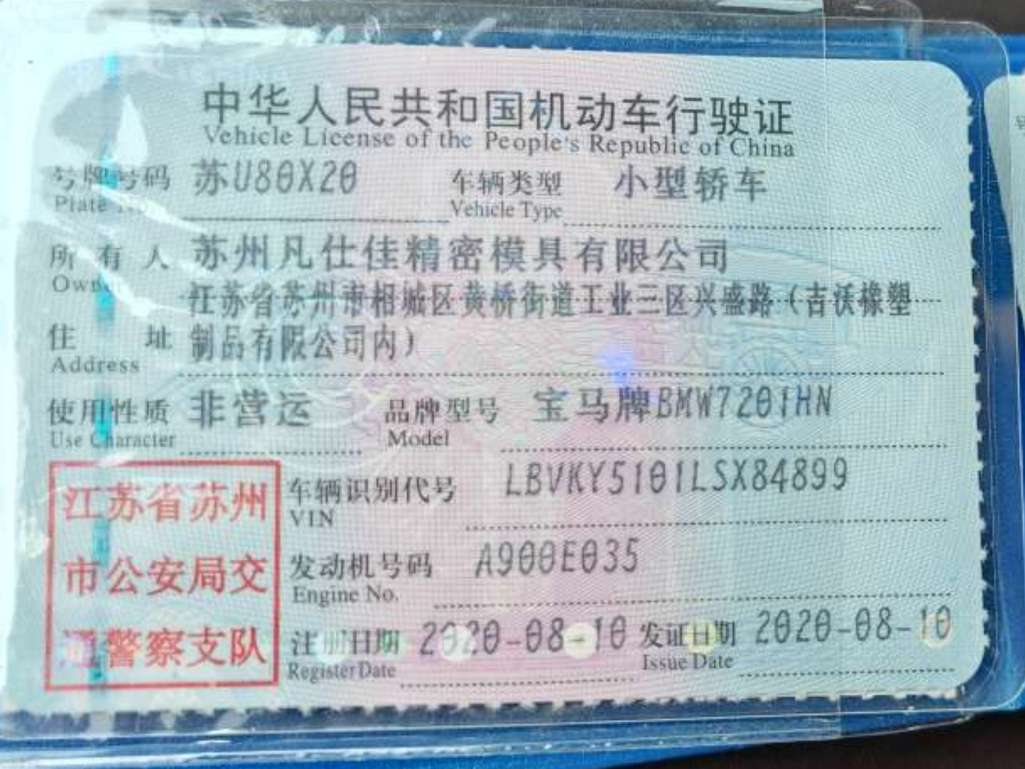 中华人民共和国机动车行驶证
Vehicle License of the People's Republic of China
号牌号码 苏U80X20 车辆类型 小型轿车
Plate No. Vehicle Type
所有人 苏州凡仕佳精密模具有限公司
Owner
江苏省苏州市相城区黄桥街道工业三区兴盛路（吉沃橡塑
住址 制品有限公司内）
Address
使用性质 非营运 品牌型号 宝马牌BMW7201HN
Use Character Model
江苏省苏州
市公安局交
通警察支队
车辆识别代号 LBVKY5101LSX84899
VIN
发动机号码 A900E035
Engine No.
注册日期 2020-08-10 发证日期 2020-08-10
Register Date Issue Date